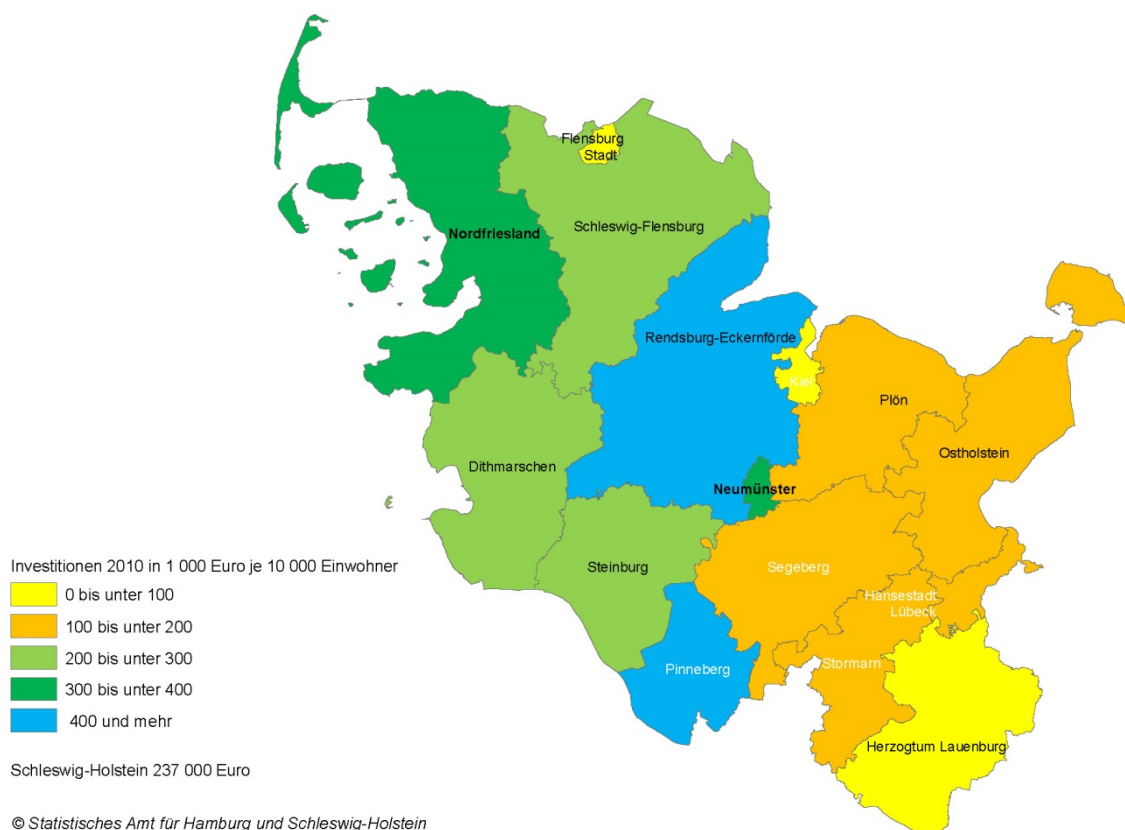 Flensburg
Stadt
Schleswig-Flensburg
Nordfriesland
Rendsburg-Eckernförde
Kiel
Plön
Ostholstein
Dithmarschen
Neumünster
Steinburg
Segeberg
Hansestadt
Lübeck
Pinneberg
Stormarn
Herzogtum Lauenburg
Investitionen 2010 in 1 000 Euro je 10 000 Einwohner
0 bis unter 100
100 bis unter 200
200 bis unter 300
300 bis unter 400
400 und mehr
Schleswig-Holstein 237 000 Euro
© Statistisches Amt für Hamburg und Schleswig-Holstein